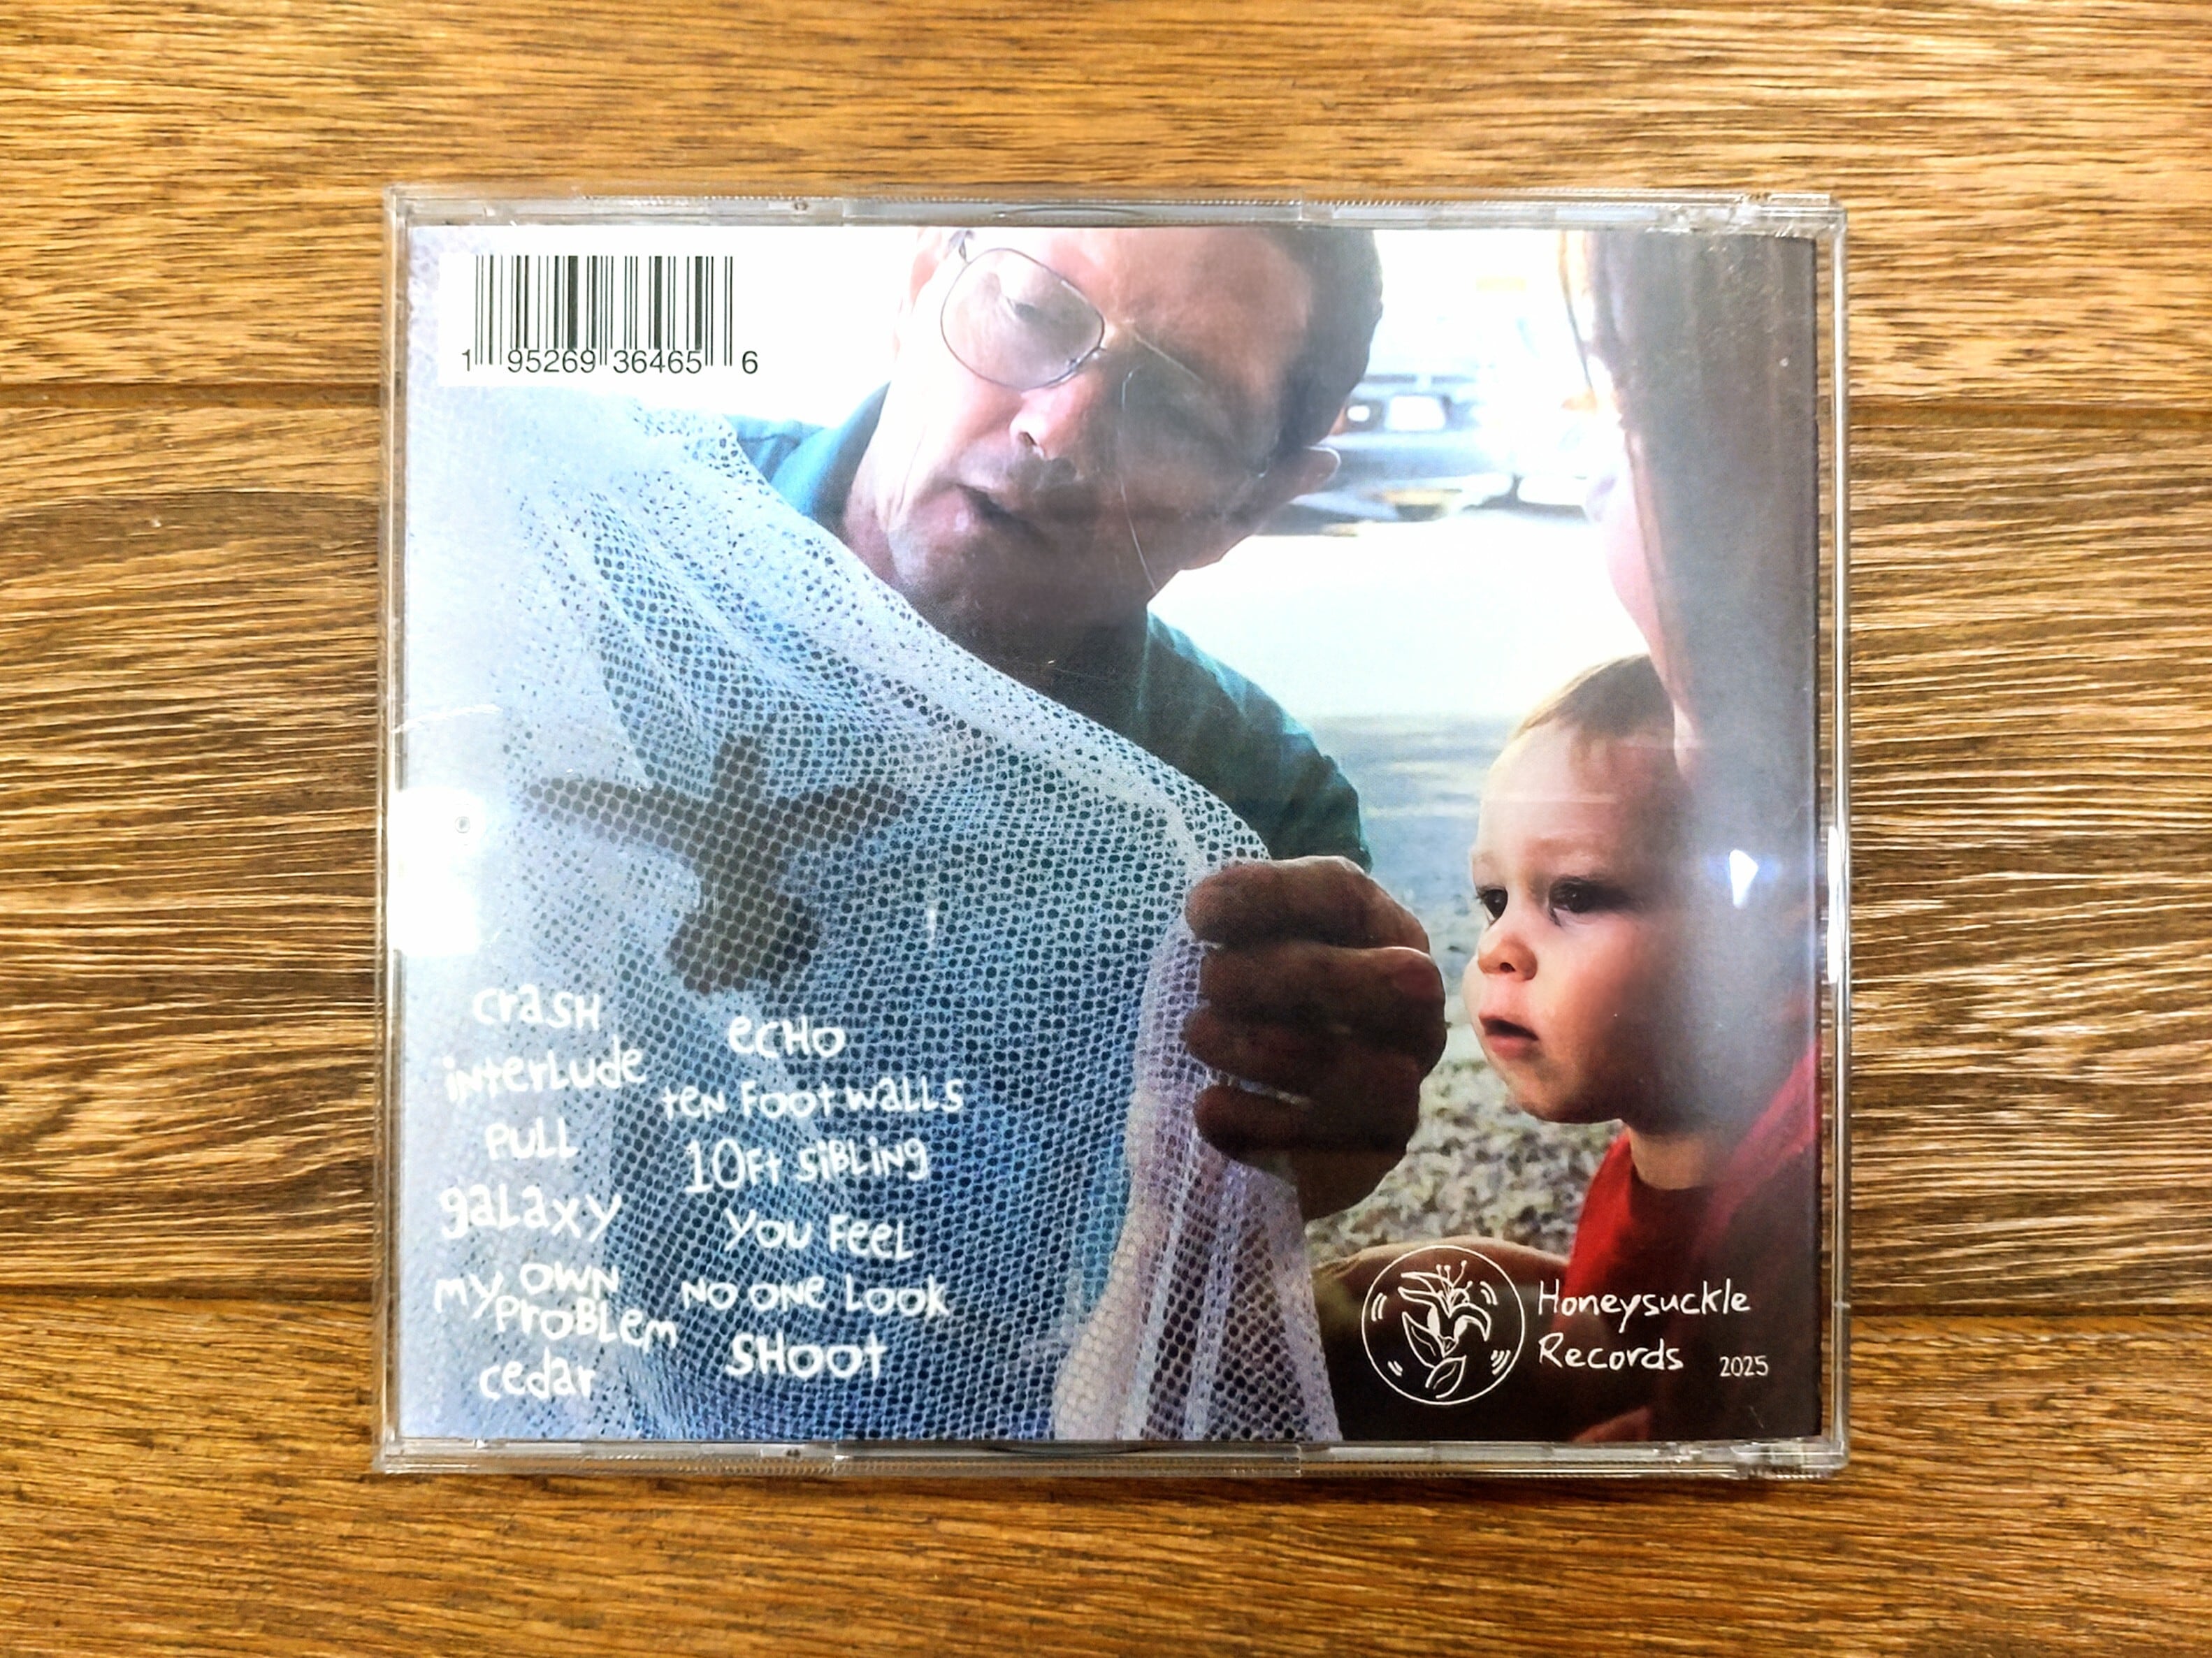 1 95269 36465 6
crash
interlude
pull
galaxy
my own
problem
cedar
echo
ten foot walls
10ft sibling
you feel
no one look
shoot
Honeysuckle
Records 2025